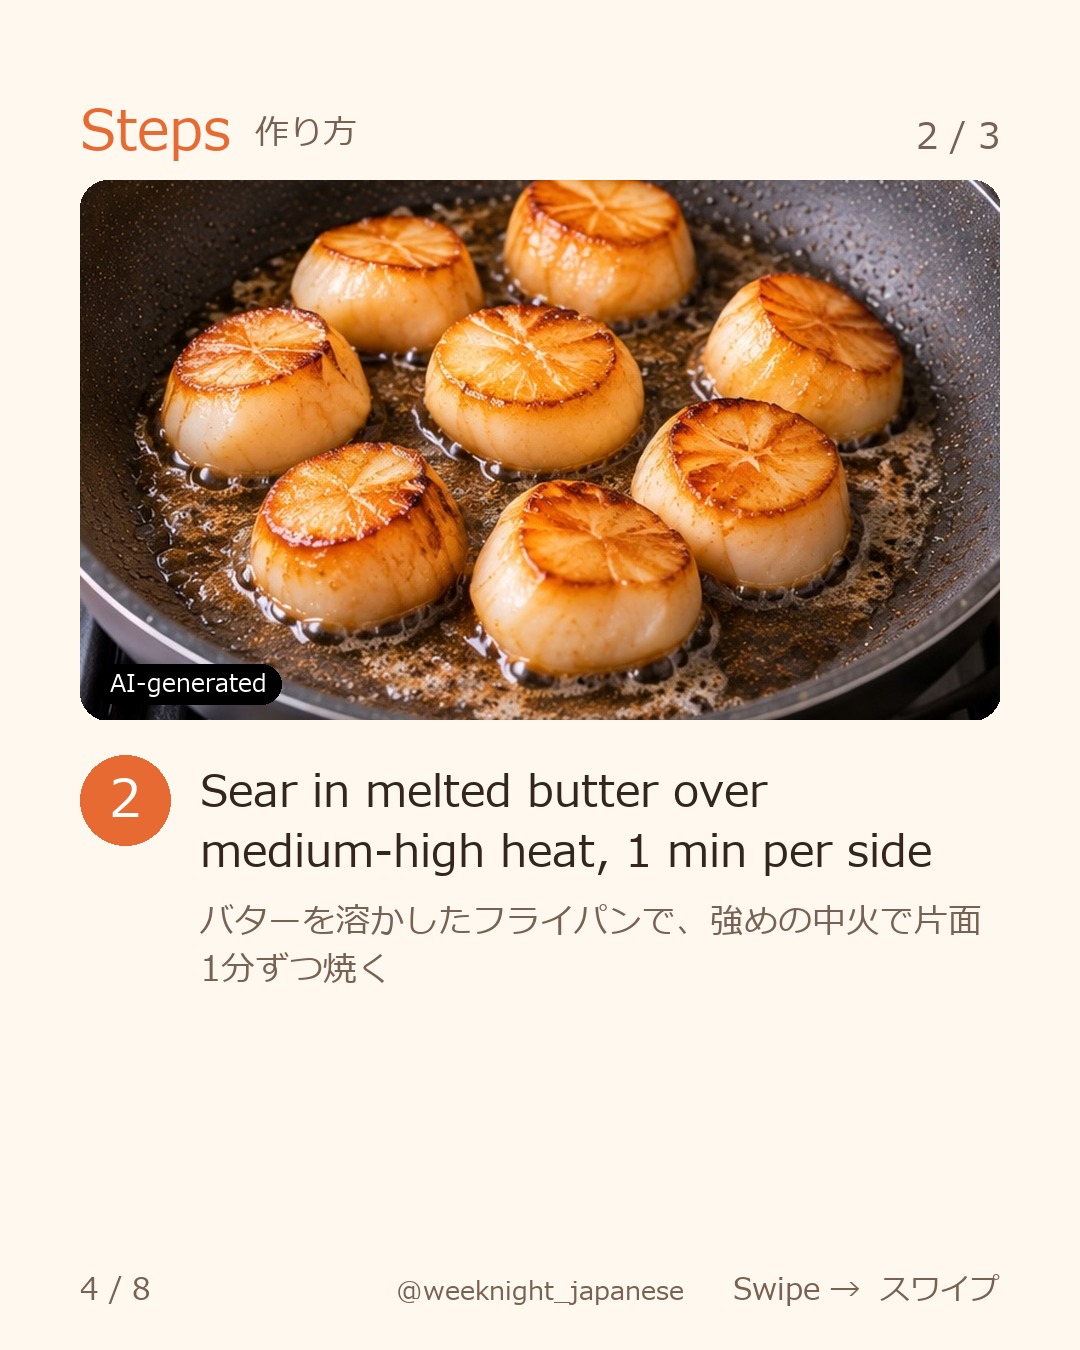 Steps 作り方
2 / 3
AI-generated
2
Sear in melted butter over
medium-high heat, 1 min per side
バターを溶かしたフライパンで、強めの中火で片面
1分ずつ焼く
4 / 8
@weeknight_japanese
Swipe → スワイプ